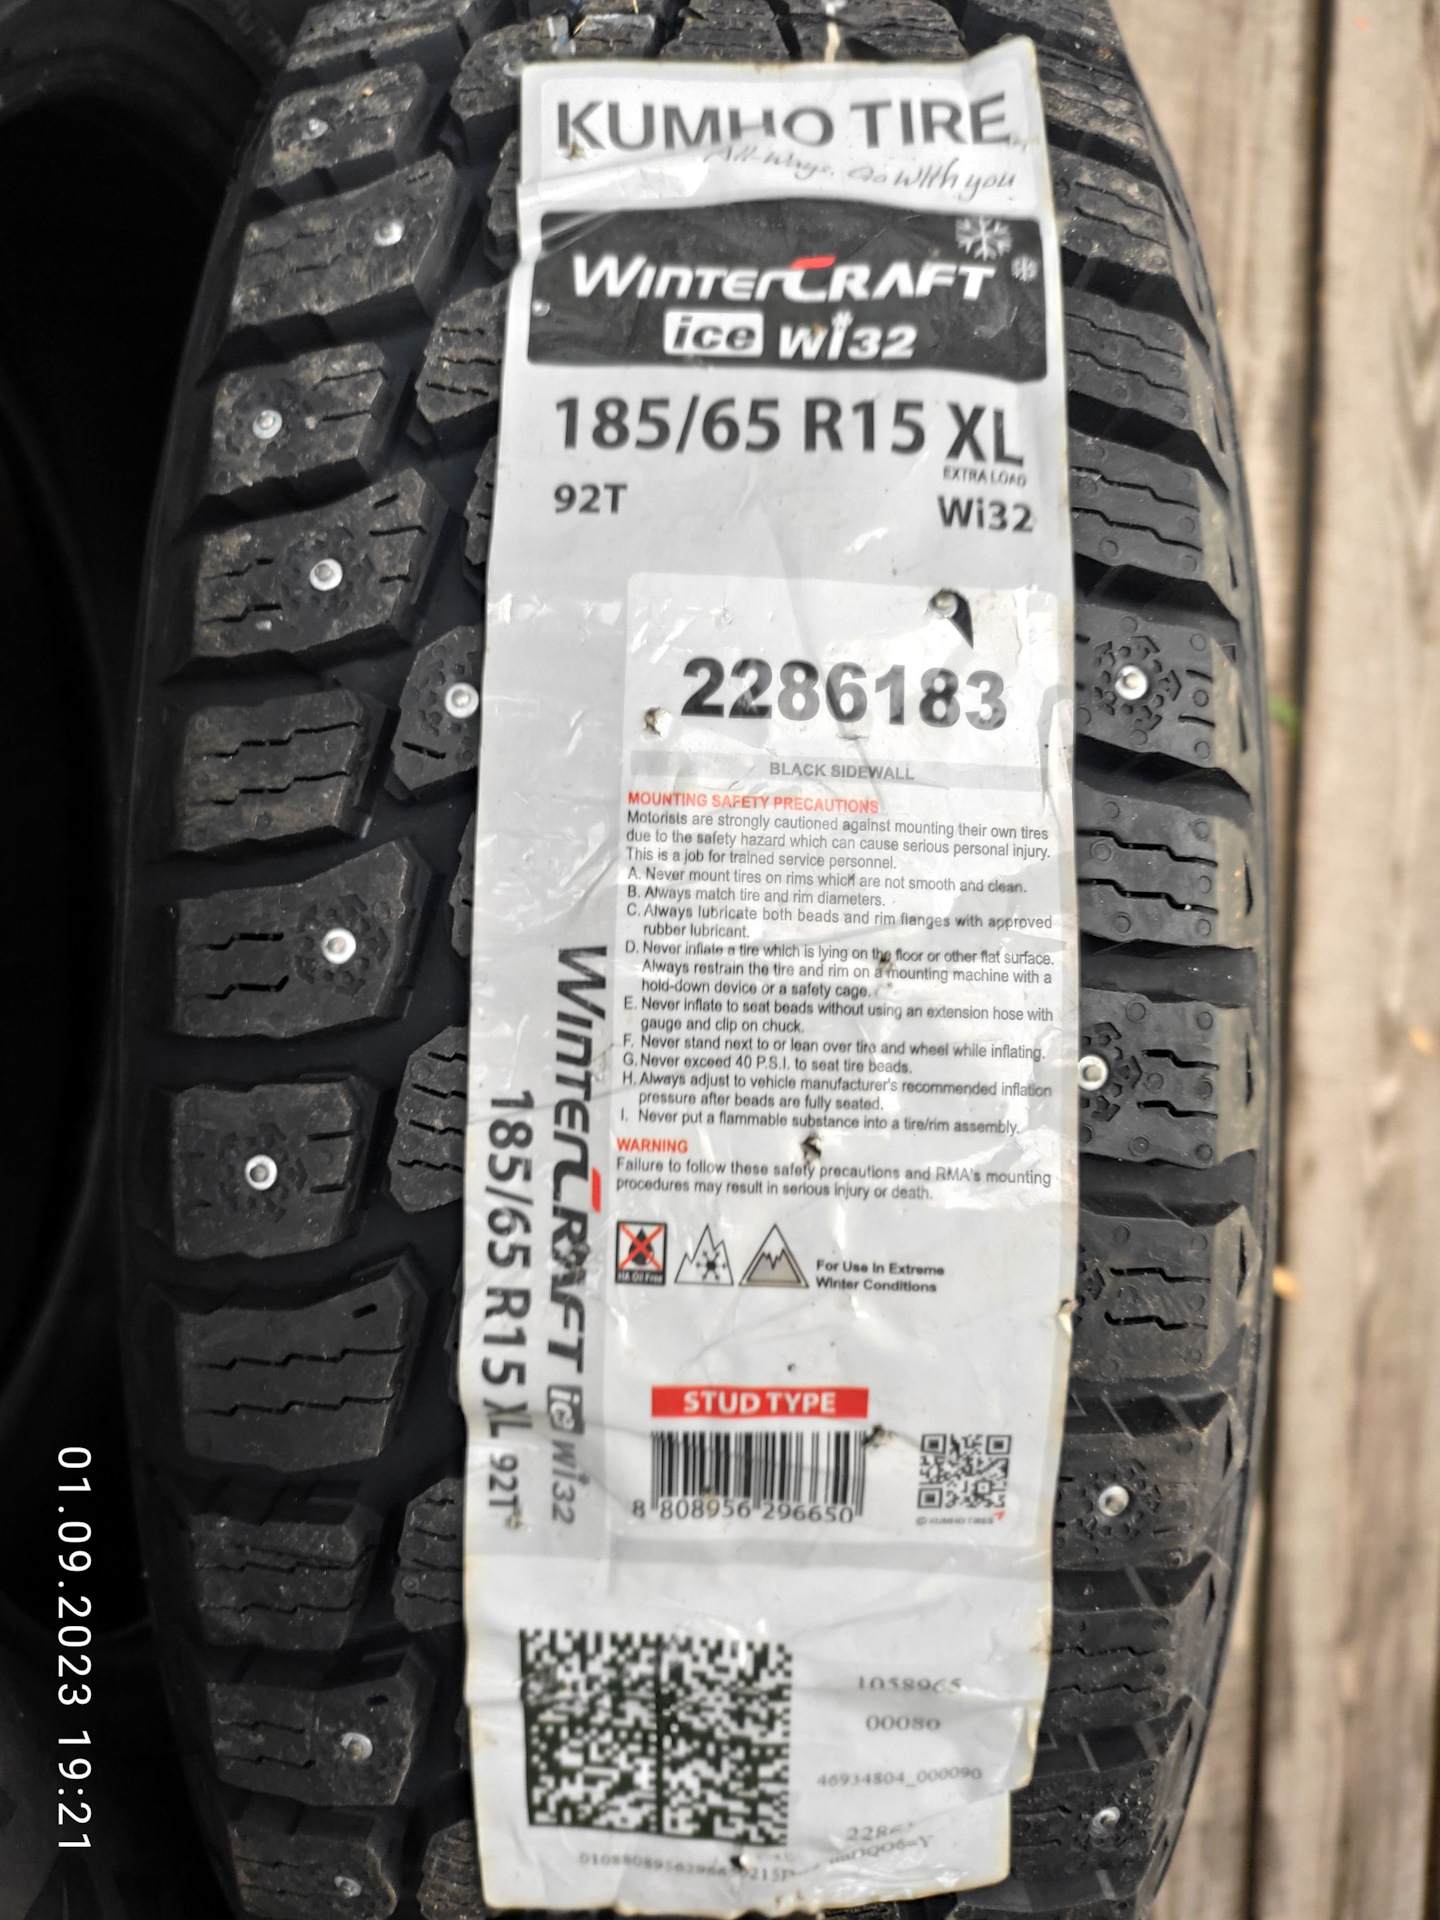 KUMHO TIRE
All-Ways, Go With you
WINTERCRAFT
ice wi32
185/65 R15 XL
EXTRA LOAD
92T
Wi32
2286183
BLACK SIDEWALL
MOUNTING SAFETY PRECAUTIONS
Motorists are strongly cautioned against mounting their own tires
due to the safety hazard which can cause serious personal injury.
This is a job for trained service personnel.
A. Never mount tires on rims which are not smooth and clean.
B. Always match tire and rim diameters.
C. Always lubricate both beads and rim flanges with approved
rubber lubricant.
D. Never inflate a tire which is lying on the floor or other flat surface.
Always restrain the tire and rim on a mounting machine with a
hold-down device or a safety cage.
E. Never inflate to seat beads without using an extension hose with
gauge and clip on chuck.
F. Never stand next to or lean over tire and wheel while inflating.
G. Never exceed 40 P.S.I. to seat tire beads.
H. Always adjust to vehicle manufacturer's recommended inflation
pressure after beads are fully seated.
I. Never put a flammable substance into a tire/rim assembly.
WARNING
Failure to follow these safety precautions and RMA's mounting
procedures may result in serious injury or death.
HA Oil Free
For Use In Extreme
Winter Conditions
STUD TYPE
8 808956 296650
© KUMHO TIRES
WINTERCRAFT ice wi32
185/65 R15 XL 92T
1058965
00080
46934804_000090
01.09.2023 19:21